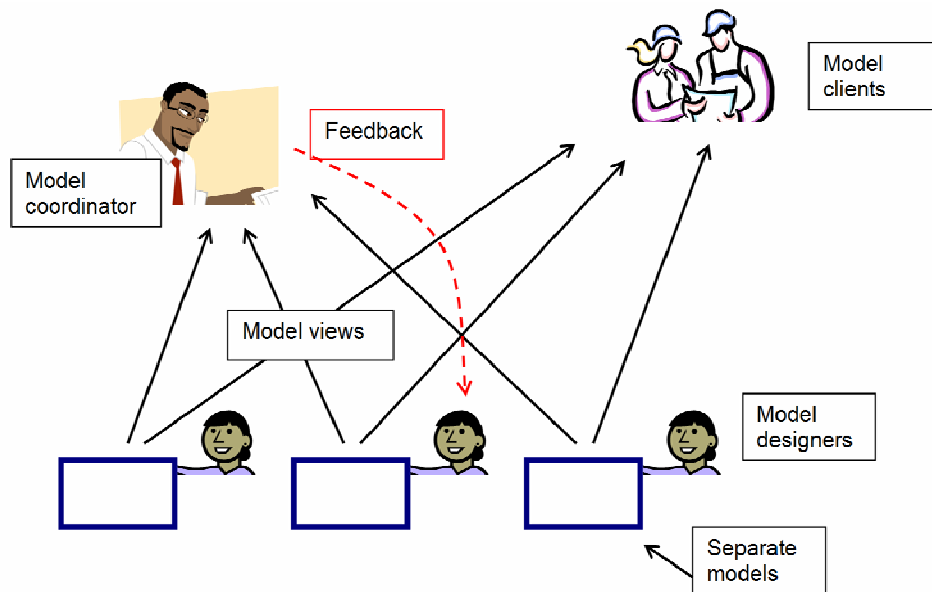 Model
clients
Feedback
Model
coordinator
Model views
Model
designers
Separate
models